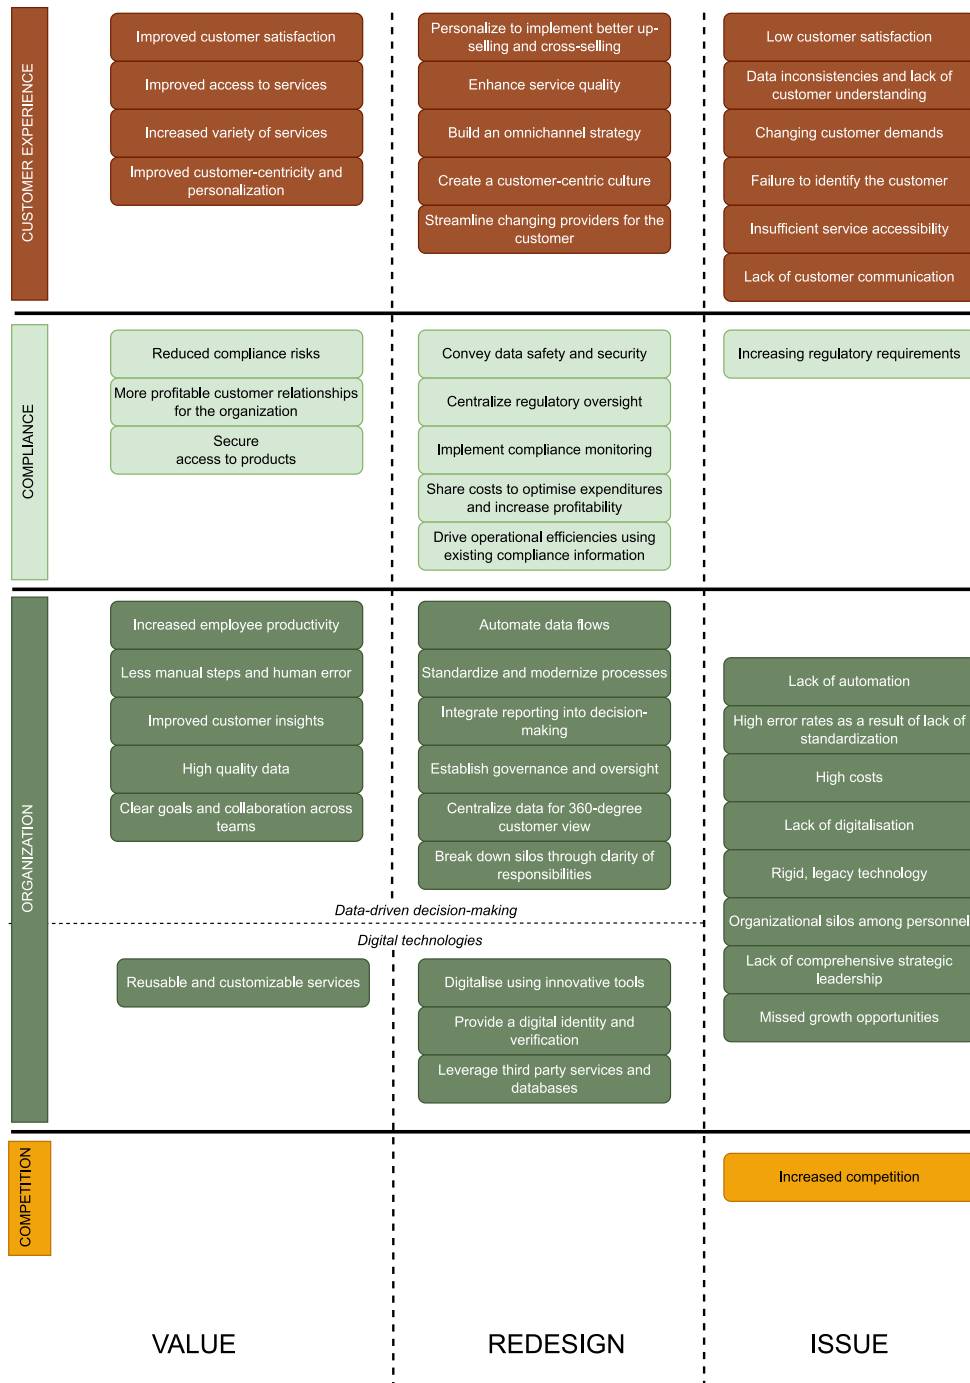 CUSTOMER EXPERIENCE
Improved customer satisfaction
Improved access to services
Increased variety of services
Improved customer-centricity and
personalization
Personalize to implement better up-
selling and cross-selling
Enhance service quality
Build an omnichannel strategy
Create a customer-centric culture
Streamline changing providers for the
customer
Low customer satisfaction
Data inconsistencies and lack of
customer understanding
Changing customer demands
Failure to identify the customer
Insufficient service accessibility
Lack of customer communication
COMPLIANCE
Reduced compliance risks
More profitable customer relationships
for the organization
Secure
access to products
Convey data safety and security
Centralize regulatory oversight
Implement compliance monitoring
Share costs to optimise expenditures
and increase profitability
Drive operational efficiencies using
existing compliance information
Increasing regulatory requirements
ORGANIZATION
Increased employee productivity
Less manual steps and human error
Improved customer insights
High quality data
Clear goals and collaboration across
teams
Automate data flows
Standardize and modernize processes
Integrate reporting into decision-
making
Establish governance and oversight
Centralize data for 360-degree
customer view
Break down silos through clarity of
responsibilities
Data-driven decision-making
Digital technologies
Reusable and customizable services
Digitalise using innovative tools
Provide a digital identity and
verification
Leverage third party services and
databases
Lack of automation
High error rates as a result of lack of
standardization
High costs
Lack of digitalisation
Rigid, legacy technology
Organizational silos among personnel
Lack of comprehensive strategic
leadership
Missed growth opportunities
COMPETITION
Increased competition
VALUE
REDESIGN
ISSUE